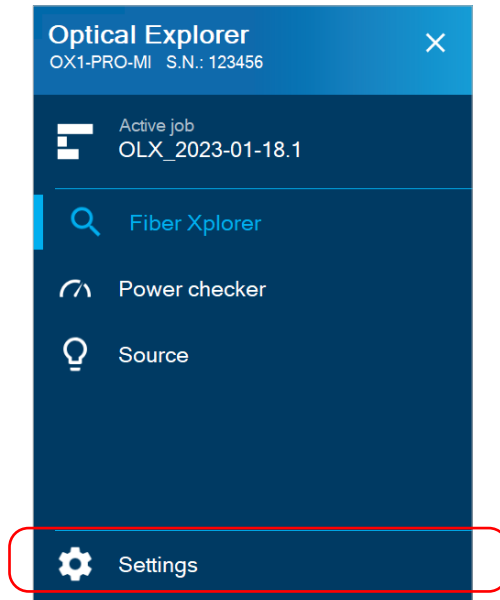 Optical Explorer
OX1-PRO-MI S.N.: 123456
Active job
OLX_2023-01-18.1
Fiber Xplorer
Power checker
Source
Settings